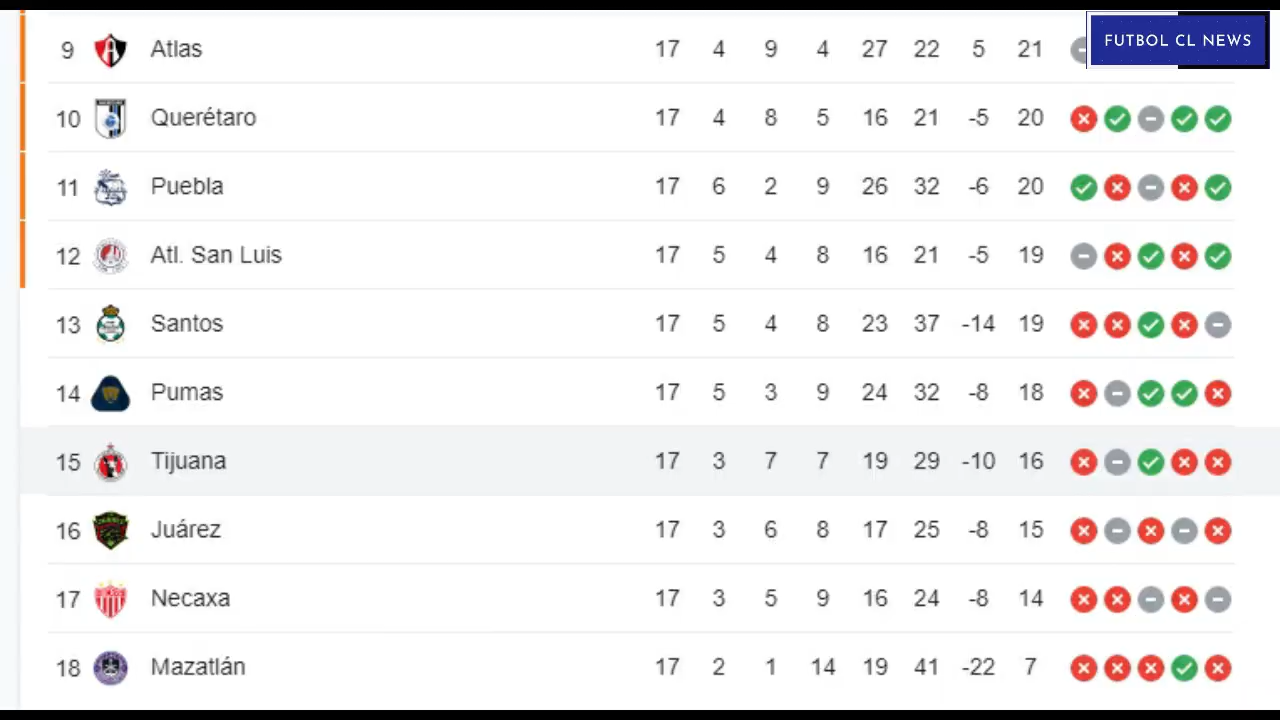 FUTBOL CL NEWS
9 Atlas 17 4 9 4 27 22 5 21
10 Querétaro 17 4 8 5 16 21 -5 20
11 Puebla 17 6 2 9 26 32 -6 20
12 Atl. San Luis 17 5 4 8 16 21 -5 19
13 Santos 17 5 4 8 23 37 -14 19
14 Pumas 17 5 3 9 24 32 -8 18
15 Tijuana 17 3 7 7 19 29 -10 16
16 Juárez 17 3 6 8 17 25 -8 15
17 Necaxa 17 3 5 9 16 24 -8 14
18 Mazatlán 17 2 1 14 19 41 -22 7